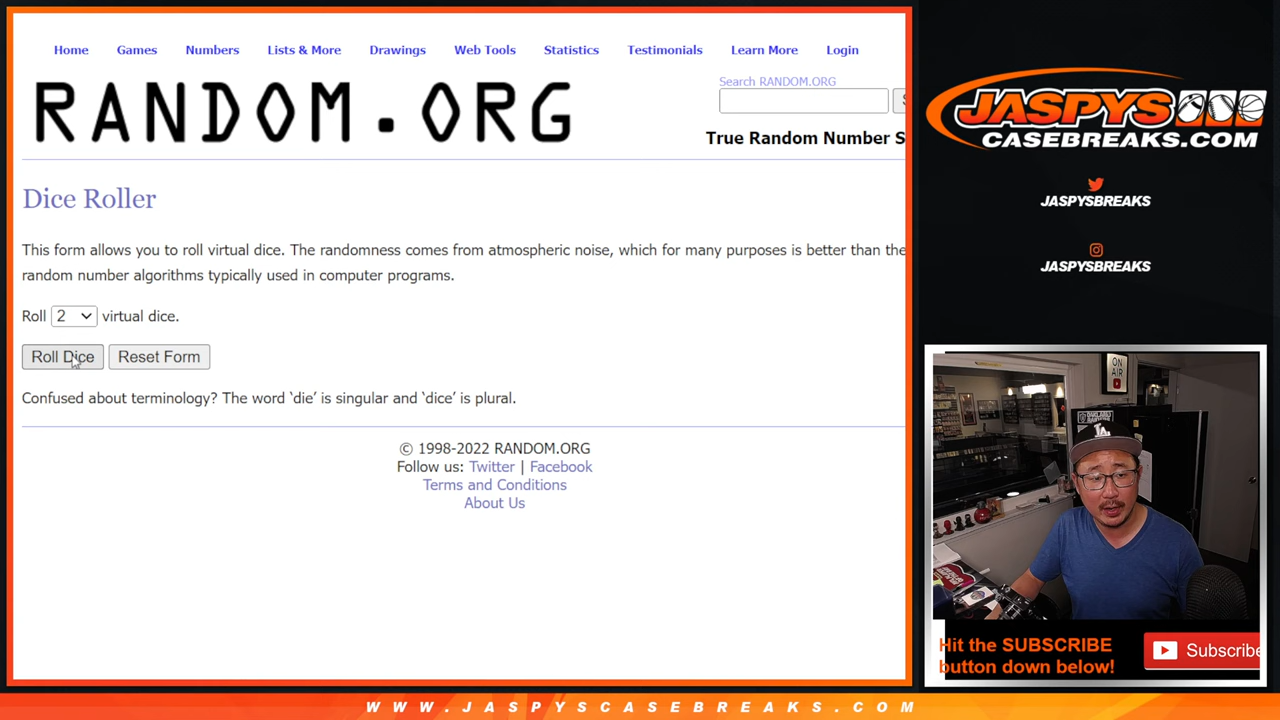 Home Games Numbers Lists & More Drawings Web Tools Statistics Testimonials Learn More Login
RANDOM.ORG
Search RANDOM.ORG
S
True Random Number S
Dice Roller
This form allows you to roll virtual dice. The randomness comes from atmospheric noise, which for many purposes is better than the
random number algorithms typically used in computer programs.
Roll 2 virtual dice.
Roll Dice Reset Form
Confused about terminology? The word ‘die’ is singular and ‘dice’ is plural.
© 1998-2022 RANDOM.ORG
Follow us: Twitter | Facebook
Terms and Conditions
About Us
JASPYS
CASEBREAKS.COM
JASPYSBREAKS
JASPYSBREAKS
ON
AIR
LA
Hit the SUBSCRIBE
button down below!
Subscribe
WWW.JASPYSCASEBREAKS.COM